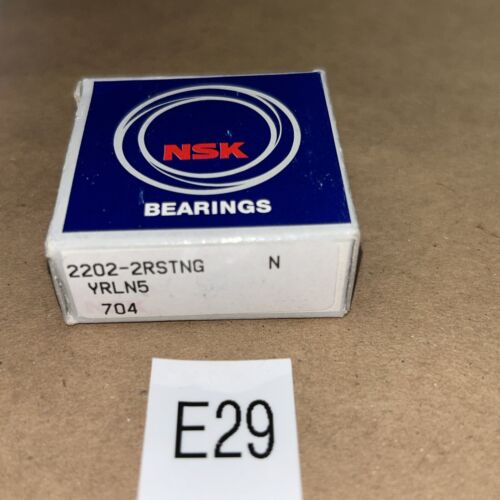 NSK
BEARINGS
2202-2RSTNG N
YRLN5
704
E29